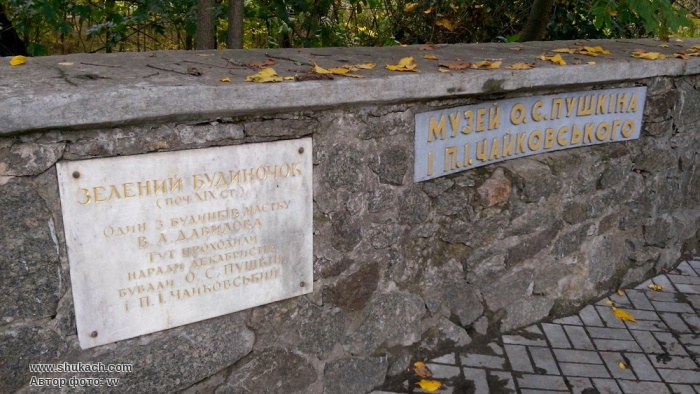 ЗЕЛЕНИЙ БУДИНОЧОК
(ПОЧ. XIX СТ.)
ОДИН З БУДИНКІВ МАЄТКУ
В. Л. ДАВИДОВА
ТУТ ПРОХОДИЛИ
НАРАДИ ДЕКАБРИСТІВ,
БУВАЛИ О. С. ПУШКІН
І П. І. ЧАЙКОВСЬКИЙ
МУЗЕЙ О.С.ПУШКІНА
І П.І.ЧАЙКОВСЬКОГО
www.shukach.com
Автор фото: vv